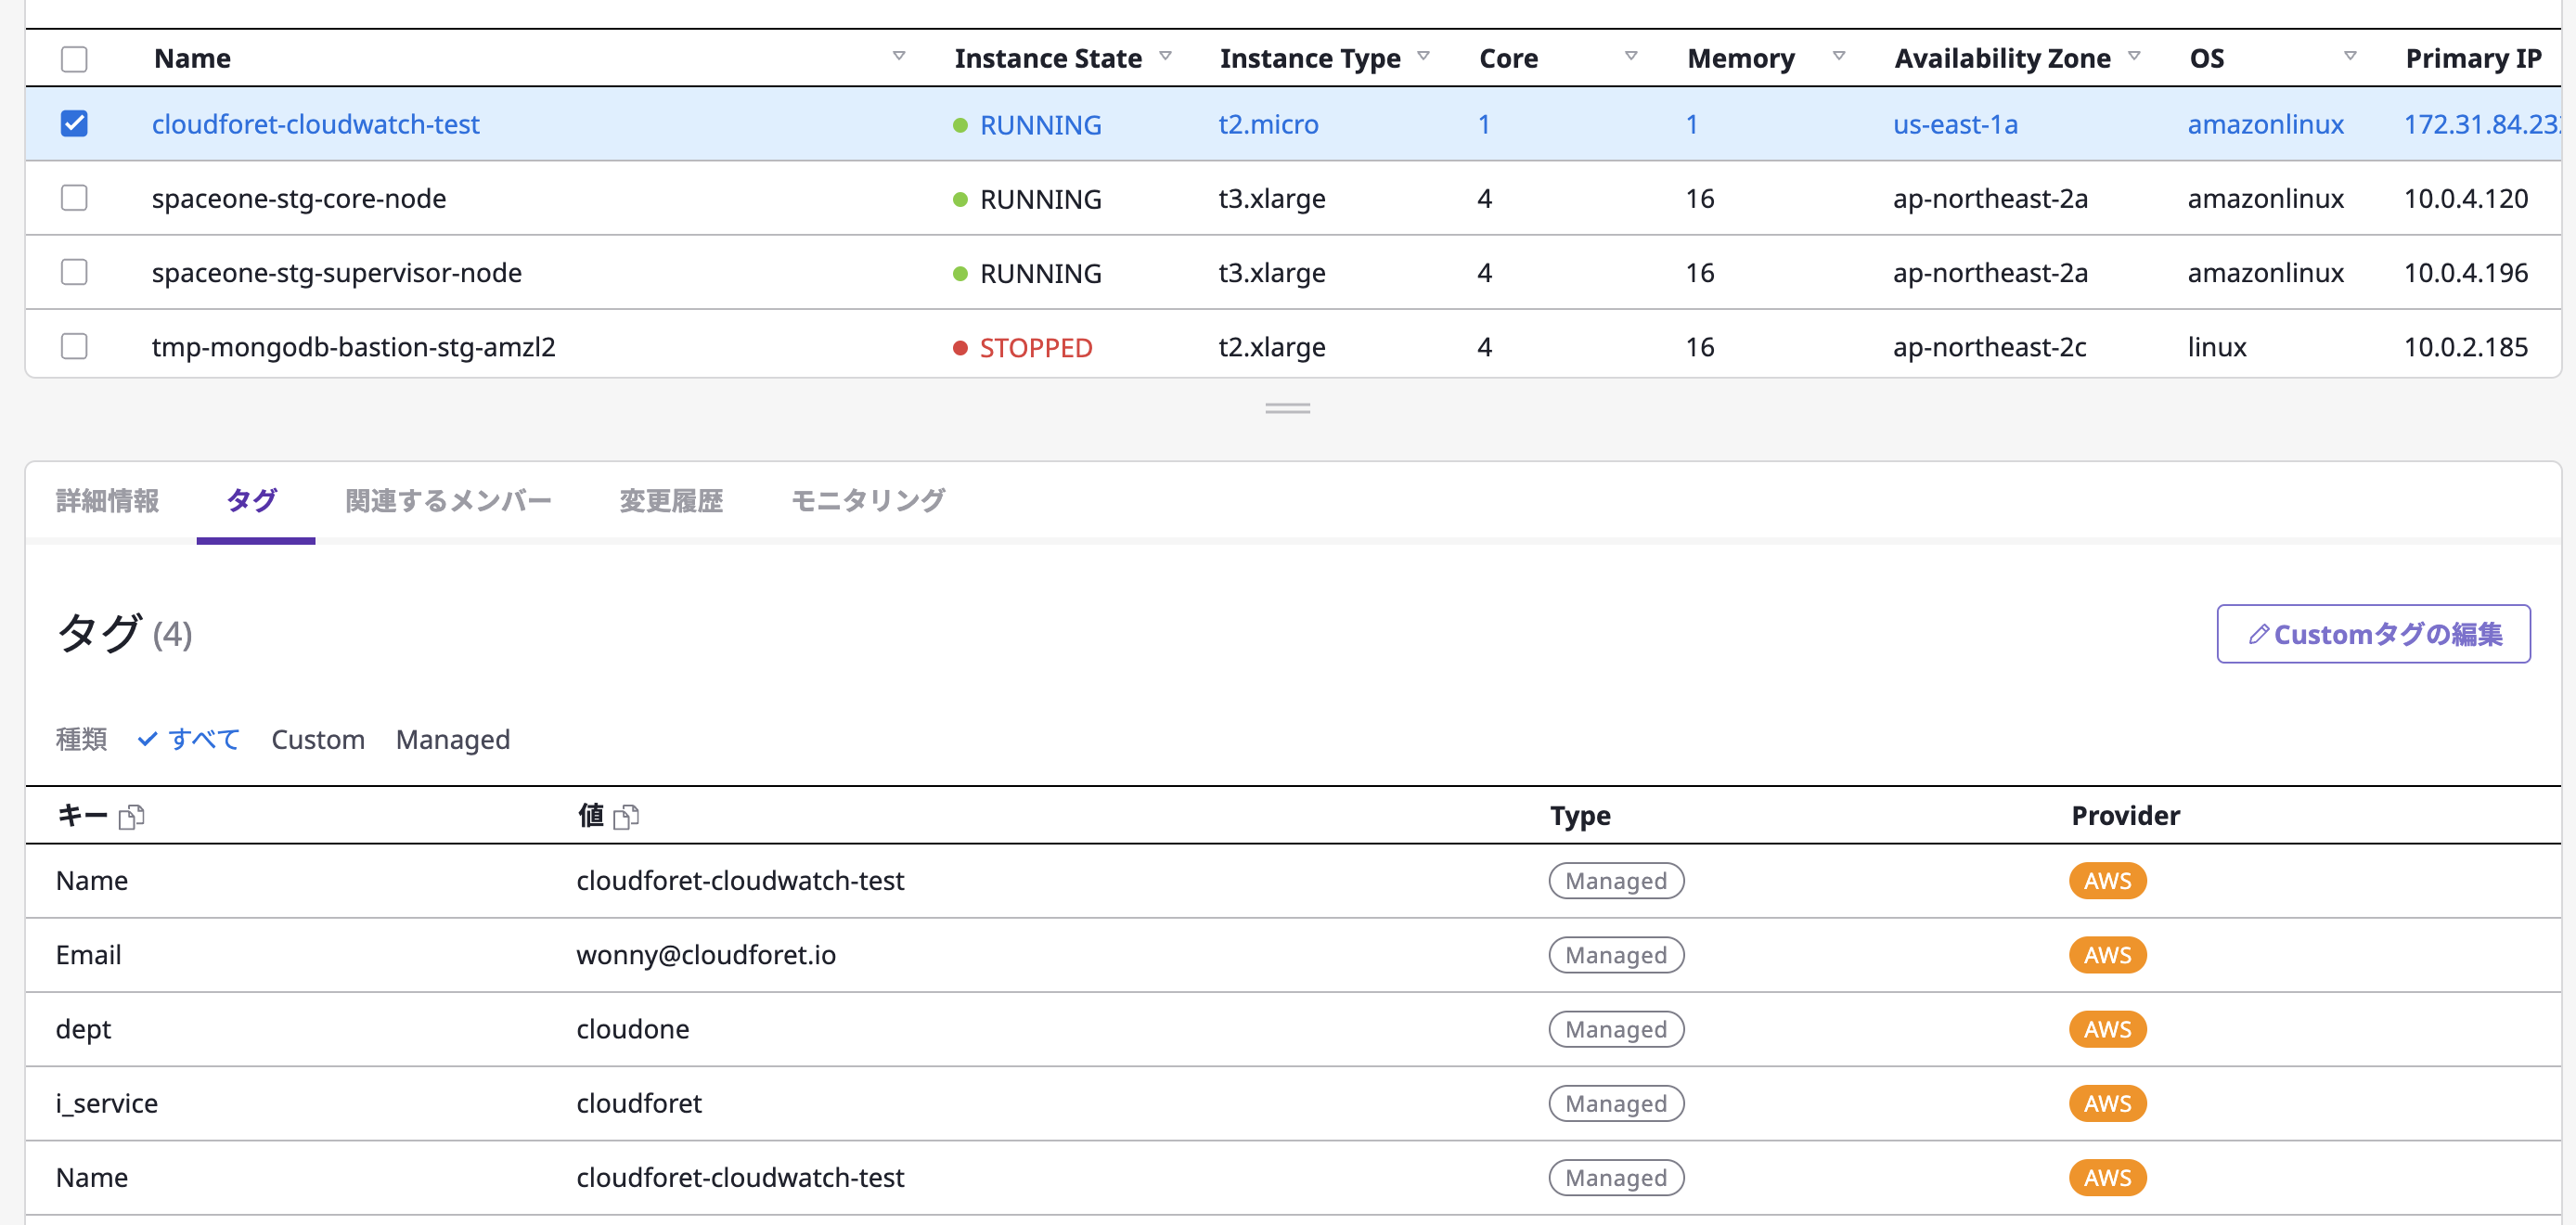 Name Instance State Instance Type Core Memory Availability Zone OS Primary IP
cloudforet-cloudwatch-test RUNNING t2.micro 1 1 us-east-1a amazonlinux 172.31.84.23
spaceone-stg-core-node RUNNING t3.xlarge 4 16 ap-northeast-2a amazonlinux 10.0.4.120
spaceone-stg-supervisor-node RUNNING t3.xlarge 4 16 ap-northeast-2a amazonlinux 10.0.4.196
tmp-mongodb-bastion-stg-amzl2 STOPPED t2.xlarge 4 16 ap-northeast-2c linux 10.0.2.185
詳細情報 タグ 関連するメンバー 変更履歴 モニタリング
タグ (4) Customタグの編集
種類 すべて Custom Managed
キー 値 Type Provider
Name cloudforet-cloudwatch-test Managed AWS
Email wonny@cloudforet.io Managed AWS
dept cloudone Managed AWS
i_service cloudforet Managed AWS
Name cloudforet-cloudwatch-test Managed AWS